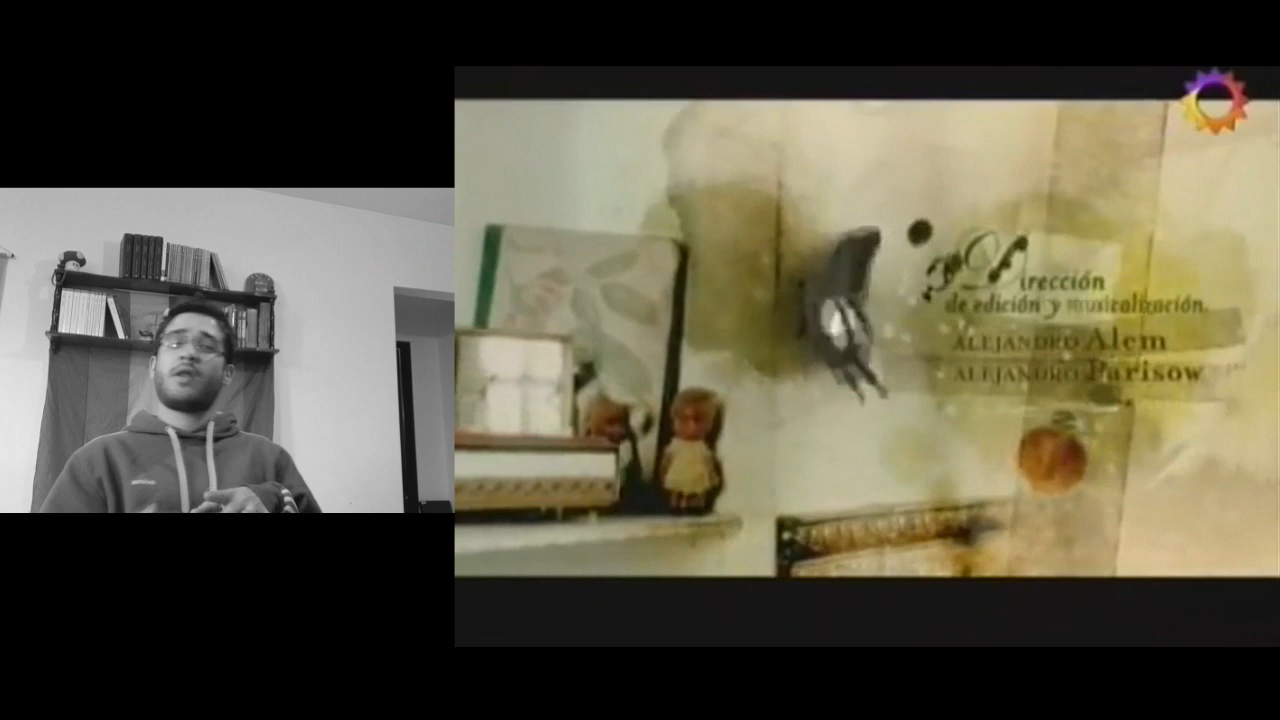 Dirección
de edición y musicalización.
ALEJANDRO Alem
ALEJANDRO Parisow